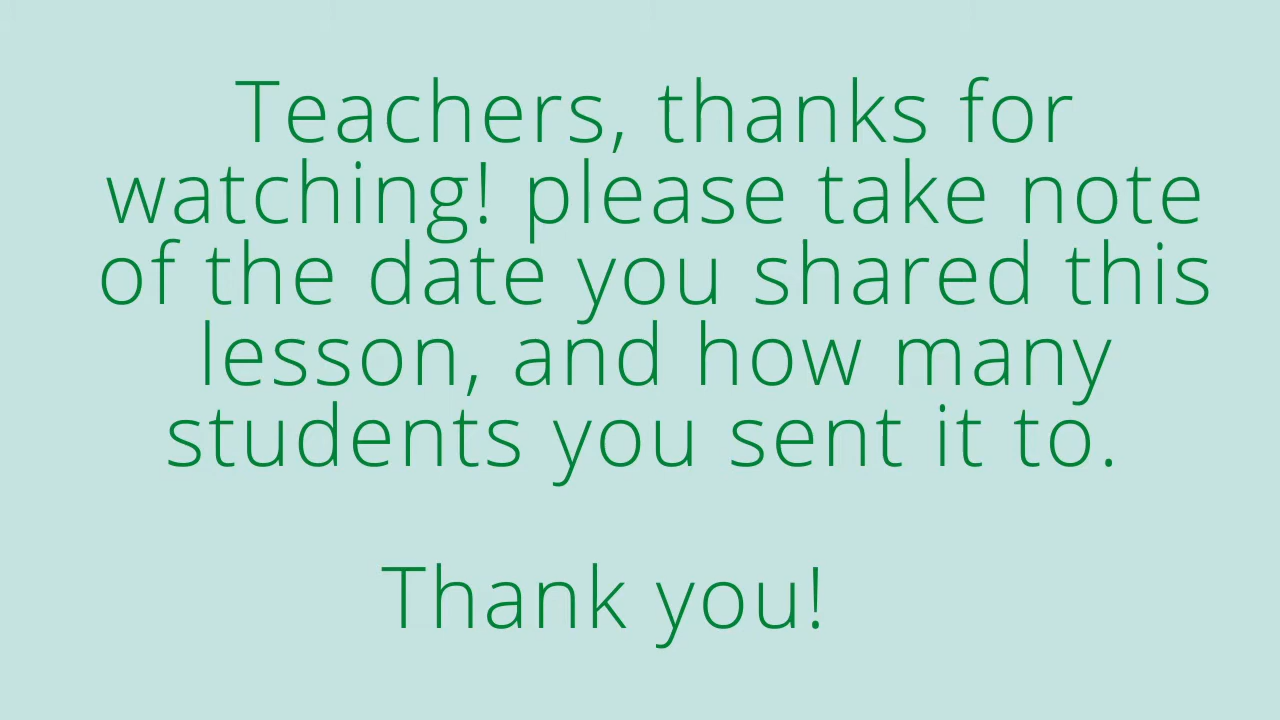 Teachers, thanks for
watching! please take note
of the date you shared this
lesson, and how many
students you sent it to.
Thank you!